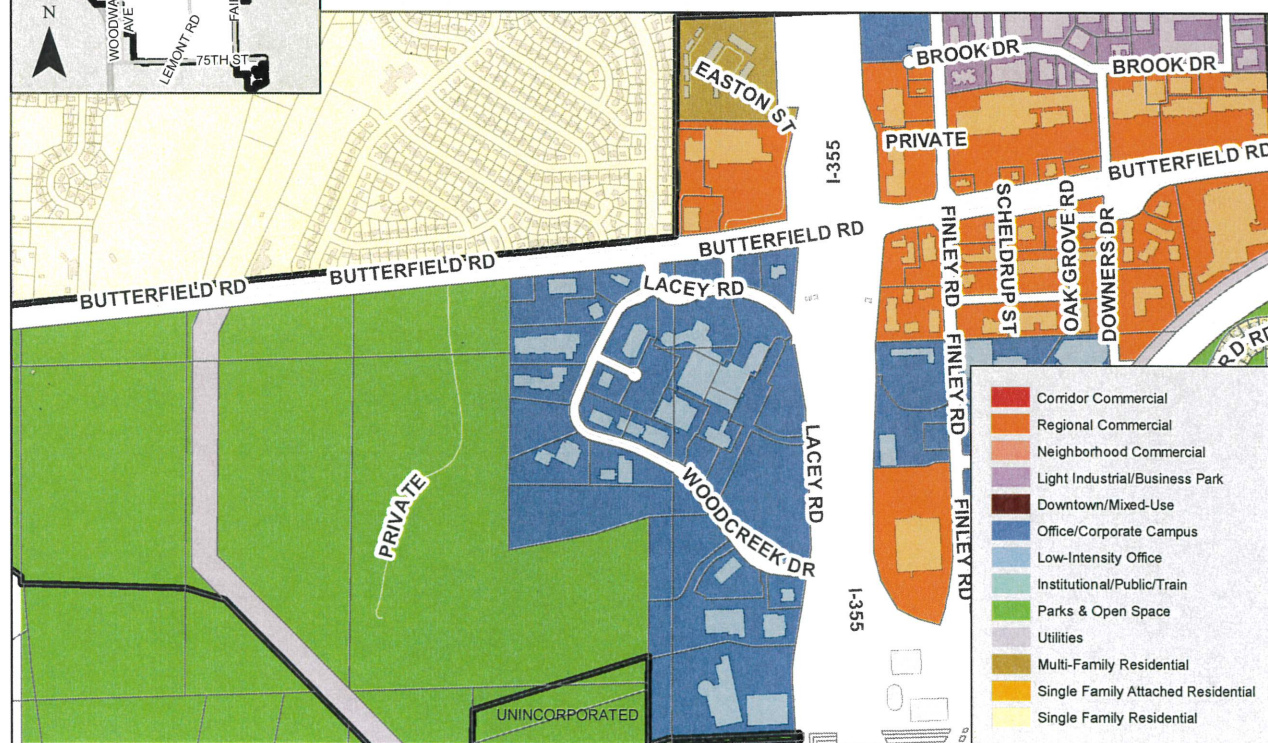 N
WOODWA
AVE
LEMONT RD
FAI
75TH ST
BROOK DR
BROOK DR
EASTON ST
PRIVATE
I-355
BUTTERFIELD RD
BUTTERFIELD RD
BUTTERFIELD RD
BUTTERFIELD RD
LACEY RD
FINLEY RD
SCHELDRUP ST
OAK GROVE RD
DOWNERS DR
RD RD
FINLEY RD
LACEY RD
WOODCREEK DR
PRIVATE
FINLEY RD
I-355
UNINCORPORATED
Corridor Commercial
Regional Commercial
Neighborhood Commercial
Light Industrial/Business Park
Downtown/Mixed-Use
Office/Corporate Campus
Low-Intensity Office
Institutional/Public/Train
Parks & Open Space
Utilities
Multi-Family Residential
Single Family Attached Residential
Single Family Residential